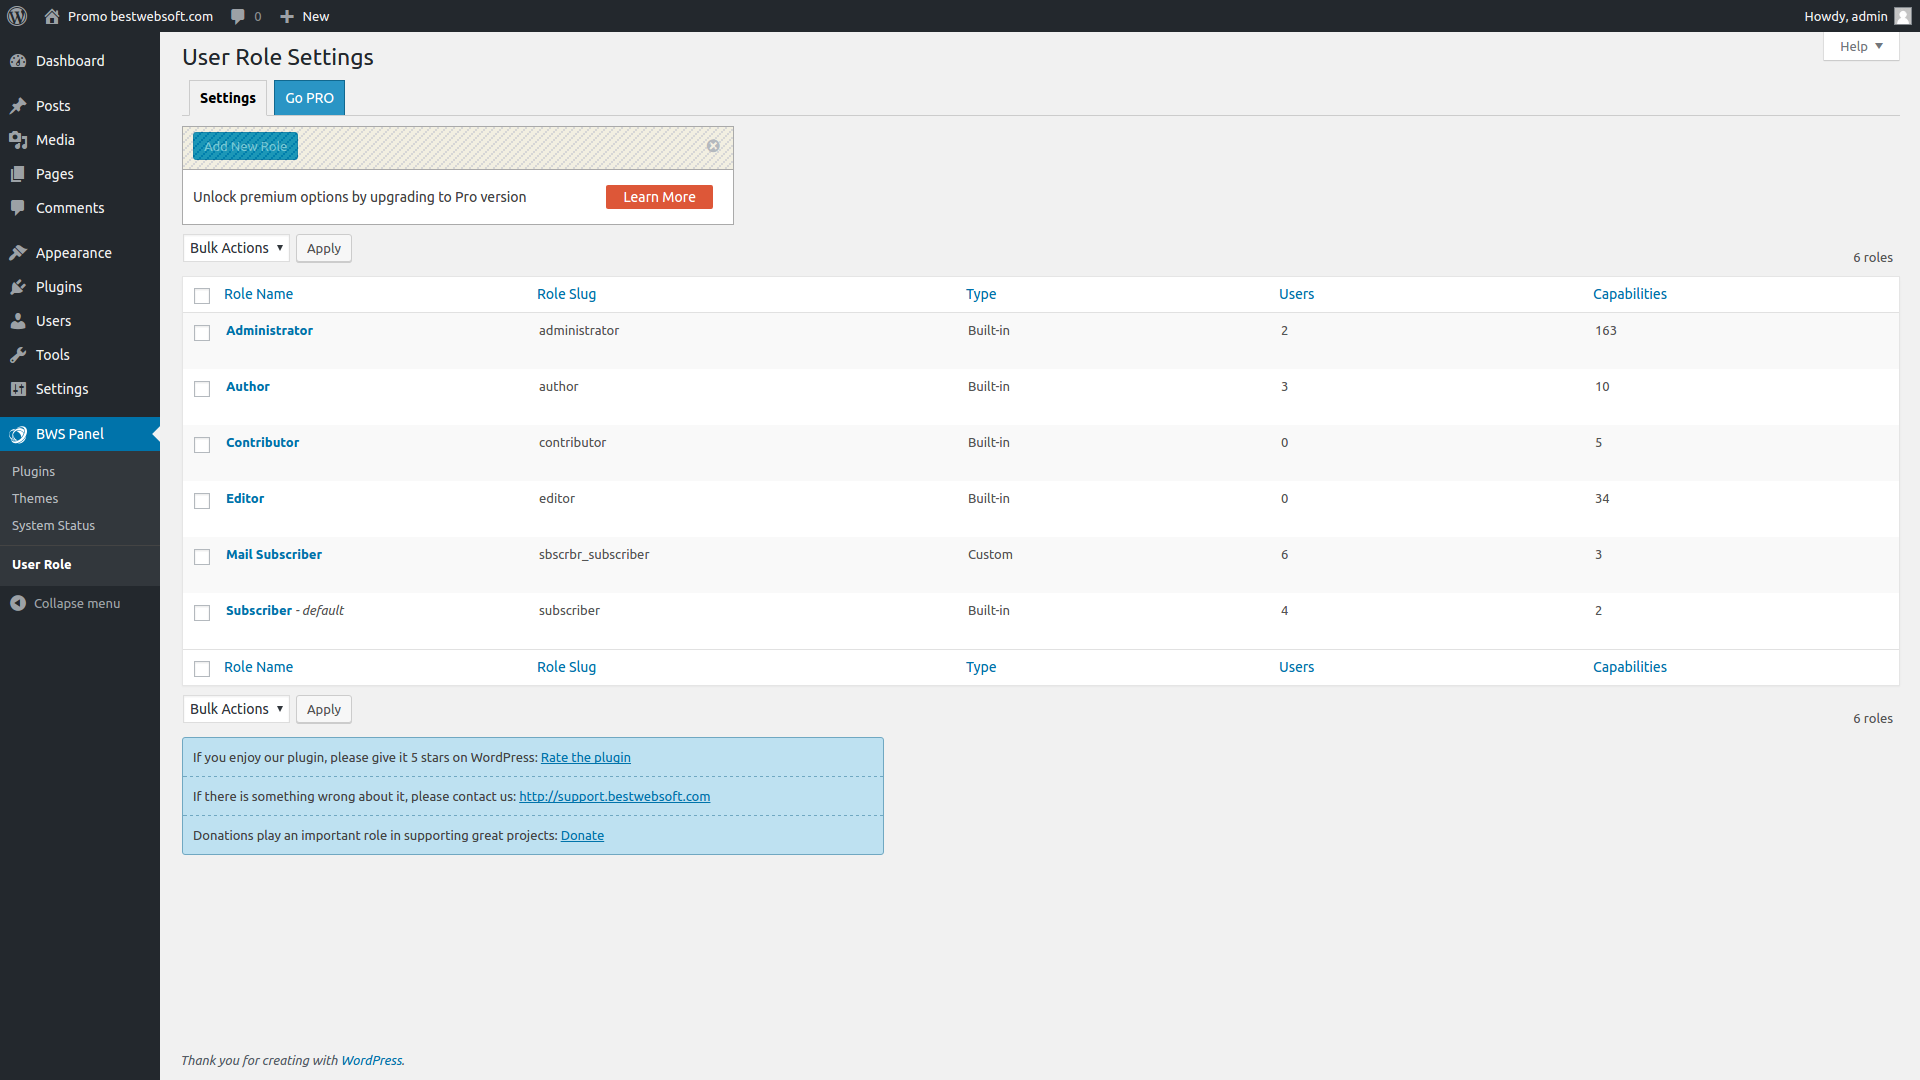 Promo bestwebsoft.com 0 New Howdy, admin
Dashboard
Posts
Media
Pages
Comments
Appearance
Plugins
Users
Tools
Settings
BWS Panel
Plugins
Themes
System Status
User Role
Collapse menu
User Role Settings
Help ▼
Settings Go PRO
Add New Role
Unlock premium options by upgrading to Pro version Learn More
Bulk Actions ▾ Apply
6 roles
Role Name Role Slug Type Users Capabilities
Administrator administrator Built-in 2 163
Author author Built-in 3 10
Contributor contributor Built-in 0 5
Editor editor Built-in 0 34
Mail Subscriber sbscrbr_subscriber Custom 6 3
Subscriber - default subscriber Built-in 4 2
Role Name Role Slug Type Users Capabilities
Bulk Actions ▾ Apply
6 roles
If you enjoy our plugin, please give it 5 stars on WordPress: Rate the plugin
If there is something wrong about it, please contact us: http://support.bestwebsoft.com
Donations play an important role in supporting great projects: Donate
Thank you for creating with WordPress.